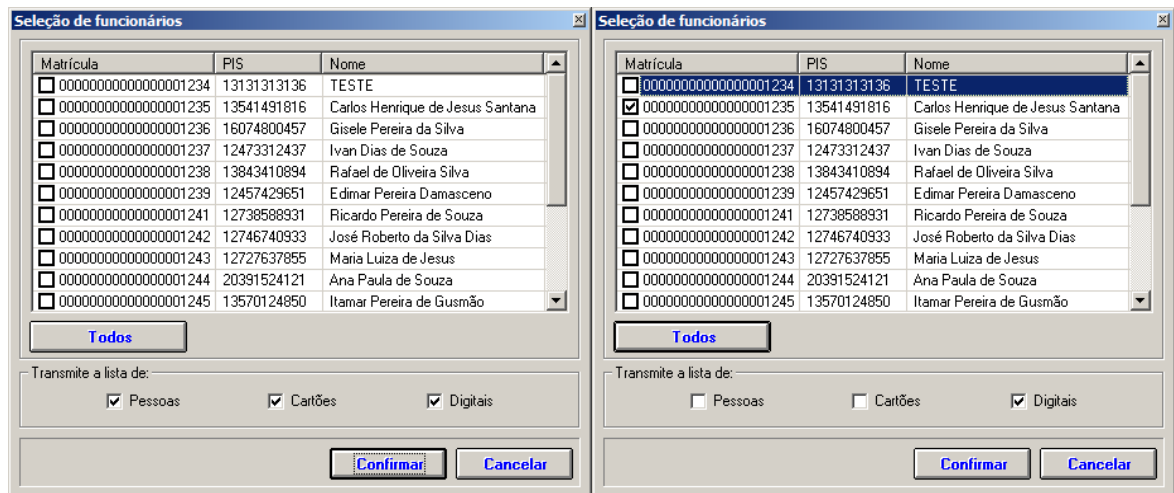 Seleção de funcionários
Matrícula PIS Nome
00000000000000001234 13131313136 TESTE
00000000000000001235 13541491816 Carlos Henrique de Jesus Santana
00000000000000001236 16074800457 Gisele Pereira da Silva
00000000000000001237 12473312437 Ivan Dias de Souza
00000000000000001238 13843410894 Rafael de Oliveira Silva
00000000000000001239 12457429651 Edimar Pereira Damasceno
00000000000000001241 12738588931 Ricardo Pereira de Souza
00000000000000001242 12746740933 José Roberto da Silva Dias
00000000000000001243 12727637855 Maria Luiza de Jesus
00000000000000001244 20391524121 Ana Paula de Souza
00000000000000001245 13570124850 Itamar Pereira de Gusmão
Todos
Transmite a lista de:
Pessoas Cartões Digitais
Confirmar Cancelar
Seleção de funcionários
Matrícula PIS Nome
00000000000000001234 13131313136 TESTE
00000000000000001235 13541491816 Carlos Henrique de Jesus Santana
00000000000000001236 16074800457 Gisele Pereira da Silva
00000000000000001237 12473312437 Ivan Dias de Souza
00000000000000001238 13843410894 Rafael de Oliveira Silva
00000000000000001239 12457429651 Edimar Pereira Damasceno
00000000000000001241 12738588931 Ricardo Pereira de Souza
00000000000000001242 12746740933 José Roberto da Silva Dias
00000000000000001243 12727637855 Maria Luiza de Jesus
00000000000000001244 20391524121 Ana Paula de Souza
00000000000000001245 13570124850 Itamar Pereira de Gusmão
Todos
Transmite a lista de:
Pessoas Cartões Digitais
Confirmar Cancelar